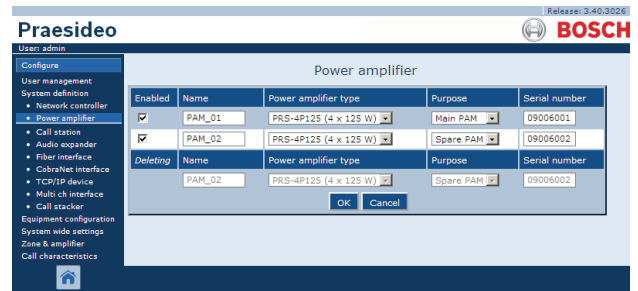 Release: 3.40.3026
Praesideo
BOSCH
User: admin
Configure
User management
System definition
• Network controller
• Power amplifier
• Call station
• Audio expander
• Fiber interface
• CobraNet interface
• TCP/IP device
• Multi ch interface
• Call stacker
Equipment configuration
System wide settings
Zone & amplifier
Call characteristics
Power amplifier
Enabled Name Power amplifier type Purpose Serial number
PAM_01 PRS-4P125 (4 x 125 W) Main PAM 09006001
PAM_02 PRS-4P125 (4 x 125 W) Spare PAM 09006002
Deleting Name Power amplifier type Purpose Serial number
PAM_02 PRS-4P125 (4 x 125 W) Spare PAM 09006002
OK Cancel